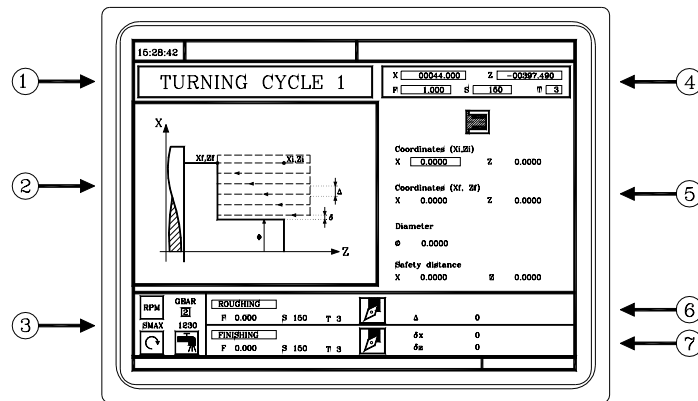 15:28:42
1 TURNING CYCLE 1 X 00044.000 Z -00397.490 4
F 1.000 S 150 T 3
X
Xf,Zf Xi,Zi
2 Δ
δ
Φ
Z
Coordinates (Xi,Zi)
X 0.0000 Z 0.0000
Coordinates (Xf, Zf) 5
X 0.0000 Z 0.0000
Diameter
Φ 0.0000
Safety distance
X 0.0000 Z 0.0000
3 RPM GEAR
2
SMAX 1230
ROUGHING 6
F 0.000 S 150 T 3 Δ 0
FINISHING δx 0 7
F 0.000 S 150 T 3 δz 0